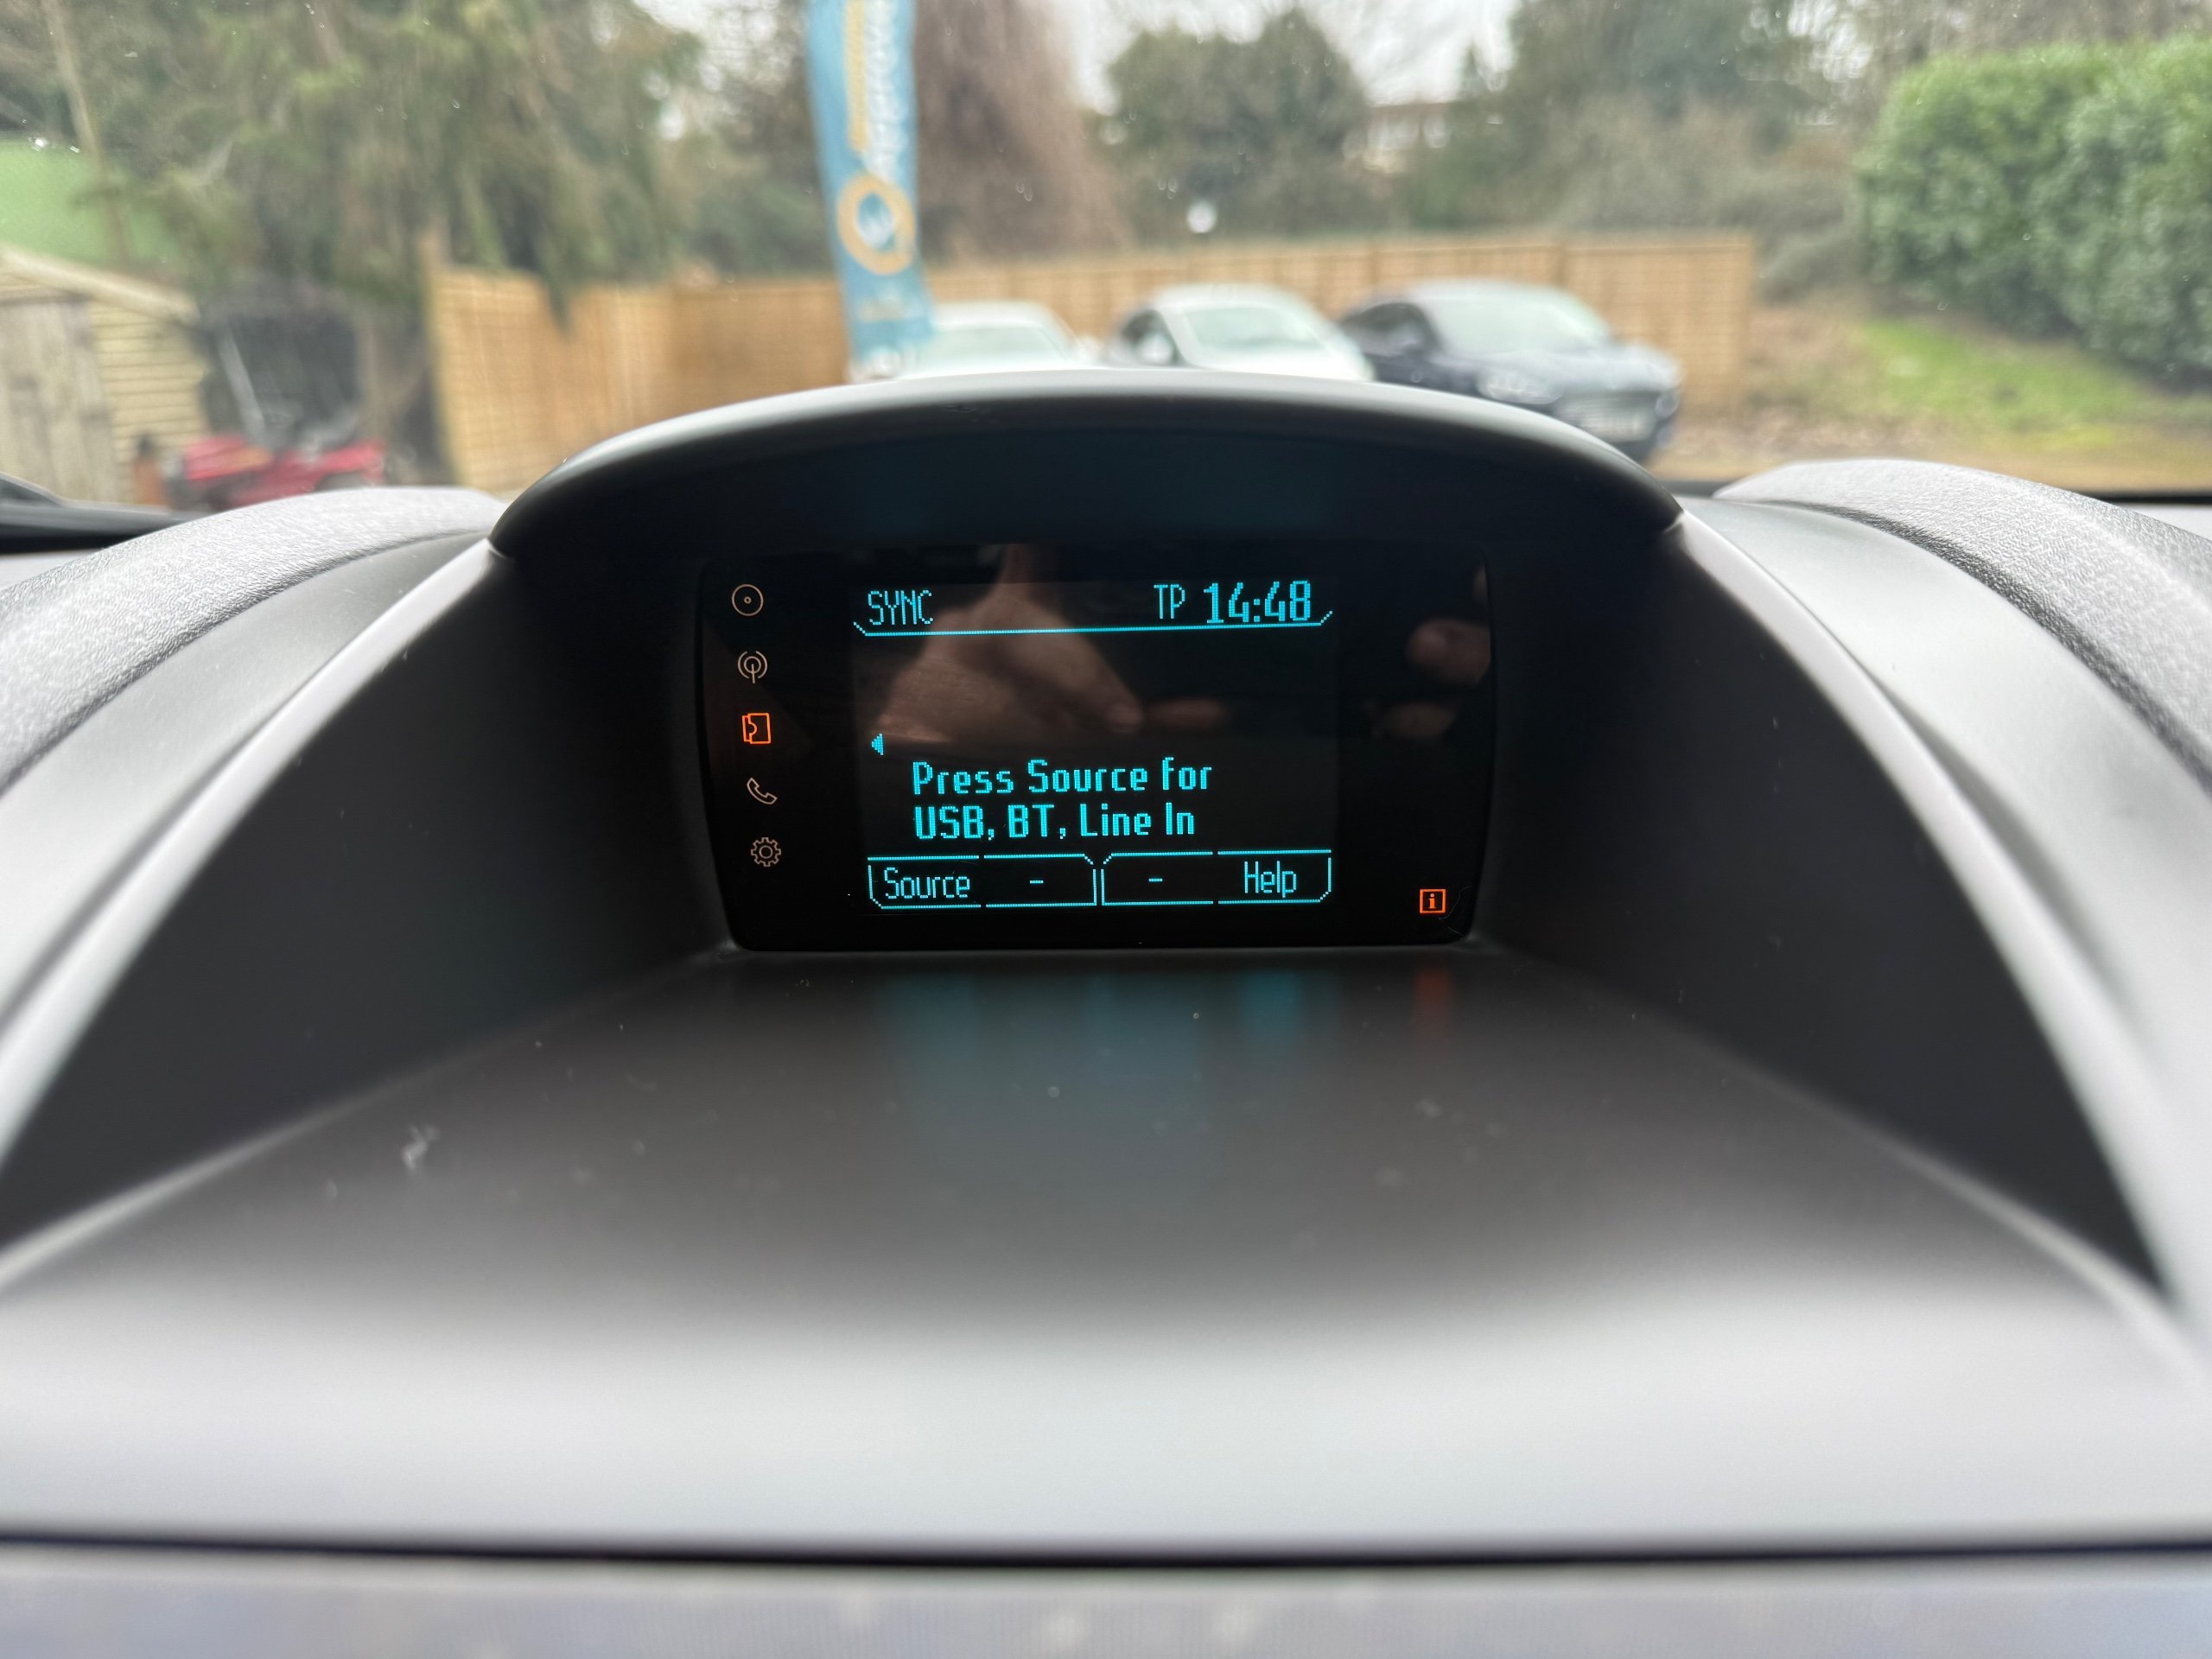 SYNC TP 14:48
Press Source for
USB, BT, Line In
Source - - Help
i